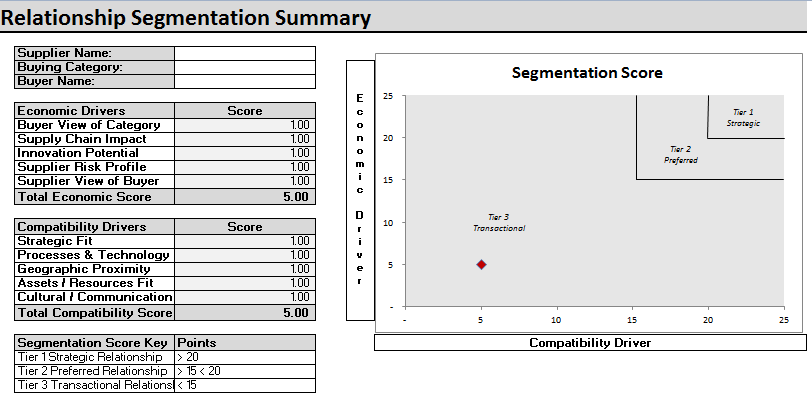 Relationship Segmentation Summary
Supplier Name:
Buying Category:
Buyer Name:
Economic Drivers Score
Buyer View of Category 1.00
Supply Chain Impact 1.00
Innovation Potential 1.00
Supplier Risk Profile 1.00
Supplier View of Buyer 1.00
Total Economic Score 5.00
Compatibility Drivers Score
Strategic Fit 1.00
Processes & Technology 1.00
Geographic Proximity 1.00
Assets / Resources Fit 1.00
Cultural / Communication 1.00
Total Compatibility Score 5.00
Segmentation Score Key Points
Tier 1 Strategic Relationship > 20
Tier 2 Preferred Relationship > 15 < 20
Tier 3 Transactional Relations < 15
Economic Driver
Segmentation Score
25
20
15
10
5
-
Tier 1
Strategic
Tier 2
Preferred
Tier 3
Transactional
- 5 10 15 20 25
Compatibility Driver